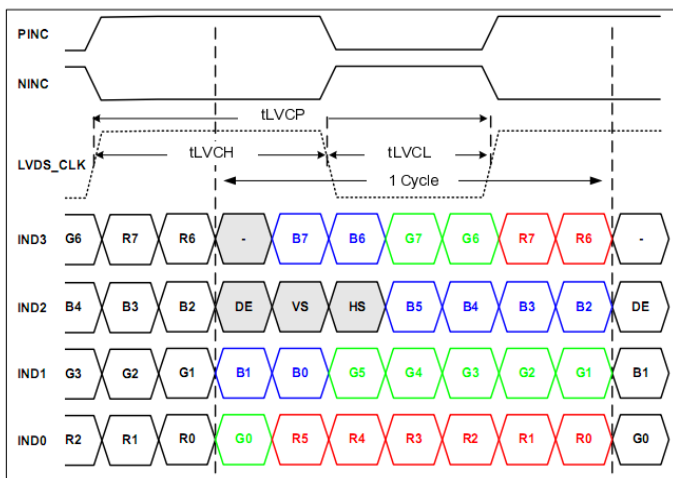 PINC
NINC
tLVCP
tLVCH tLVCL
LVDS_CLK
1 Cycle
IND3 G6 R7 R6 - B7 B6 G7 G6 R7 R6 -
IND2 B4 B3 B2 DE VS HS B5 B4 B3 B2 DE
IND1 G3 G2 G1 B1 B0 G5 G4 G3 G2 G1 B1
IND0 R2 R1 R0 G0 R5 R4 R3 R2 R1 R0 G0